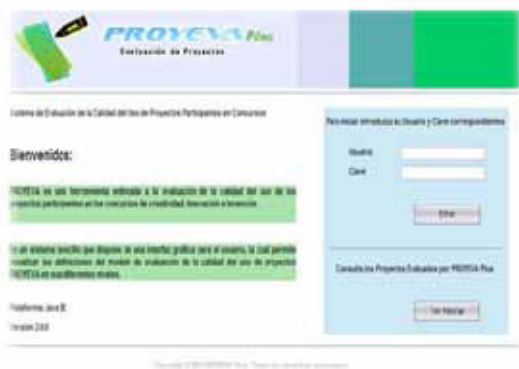 PROYEVA Plus
Evaluación de Proyectos
Sistema de Evaluación de la Calidad del Uso de Proyectos Participantes en Concursos
Para iniciar introduzca su Usuario y Clave correspondientes
Bienvenidos:
Usuario
Clave
PROYEVA es una herramienta enfocada a la evaluación de la calidad del uso de los
proyectos participantes en los concursos de creatividad, innovación e invención.
Entrar
Es un sistema sencillo que dispone de una interfaz gráfica para el usuario, la cual permite
visualizar las definiciones del modelo de evaluación de la calidad del uso de proyectos
PROYEVA en sus diferentes niveles.
Consulte los Proyectos Evaluados por PROYEVA Plus
Ver Historial
Plataforma: Java
Versión 2.0.0